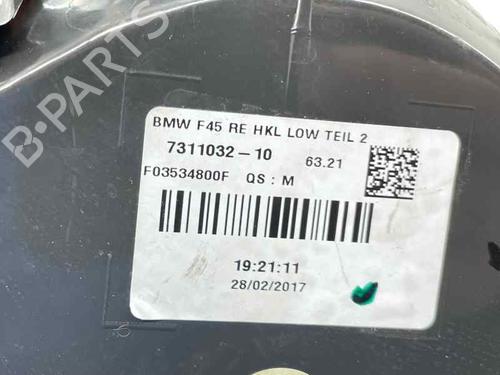 B-PARTS
BMW F45 RE HKL LOW TEIL 2
7311032-10 63.21
F03534800F QS : M
19:21:11
28/02/2017